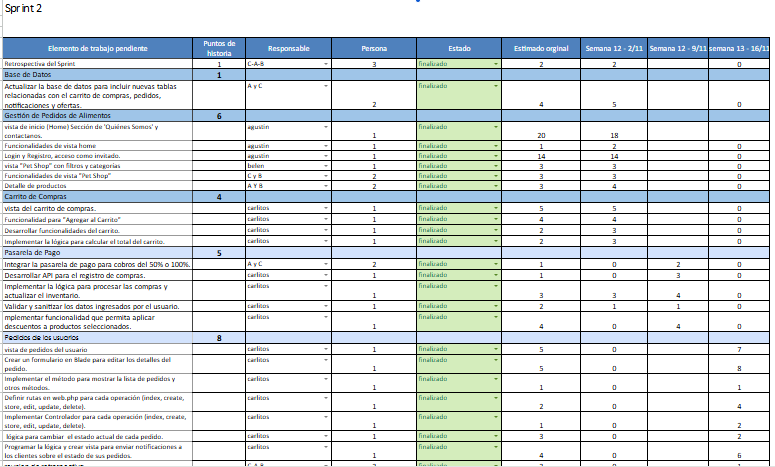 Sprint 2
Elemento de trabajo pendiente Puntos de historia Responsable Persona Estado Estimado orginal Semana 12 - 2/11 Semana 12 - 9/11 semana 13 - 16/11
Retrospectiva del Sprint 1 C-A-B 3 finalizado 2 2 0
Base de Datos 1
Actualizar la base de datos para incluir nuevas tablas
relacionadas con el carrito de compras, pedidos,
notificaciones y ofertas. A y C 2 finalizado 4 5 0
Gestión de Pedidos de Alimentos 6
vista de inicio (Home) Sección de 'Quiénes Somos' y
contactanos. agustin 1 finalizado 20 18
Funcionalidades de vista home agustin 1 finalizado 1 2 0
Login y Registro, acceso como invitado. agustin 1 finalizado 14 14 0
vista "Pet Shop" con filtros y categorias belen 1 finalizado 3 3 0
Funcionalidades de vista "Pet Shop" C y B 2 finalizado 3 3 0
Detalle de productos A Y B 2 finalizado 3 4 0
Carrito de Compras 4
vista del carrito de compras. carlitos 1 finalizado 5 5 0
Funcionalidad para "Agregar al Carrito" carlitos 1 finalizado 4 4 0
Desarrollar funcionalidades del carrito. carlitos 1 finalizado 2 3 0
Implementar la lógica para calcular el total del carrito. carlitos 1 finalizado 2 3 0
Pasarela de Pago 5
Integrar la pasarela de pago para cobros del 50% o 100%. A y C 2 finalizado 1 0 2 0
Desarrollar API para el registro de compras. carlitos 1 finalizado 1 0 3 0
Implementar la lógica para procesar las compras y
actualizar el inventario. carlitos 1 finalizado 3 3 4 0
Validar y sanitizar los datos ingresados por el usuario. carlitos 1 finalizado 2 1 1 0
mplementar funcionalidad que permita aplicar
descuentos a productos seleccionados. carlitos 1 finalizado 4 0 4 0
Pedidos de los usuarios 8
vista de pedidos del usuario carlitos 1 finalizado 5 0 7
Crear un formulario en Blade para editar los detalles del
pedido. carlitos 1 finalizado 5 0 8
Implementar el método para mostrar la lista de pedidos y
otros métodos. carlitos 1 finalizado 1 0 1
Definir rutas en web.php para cada operación (index, create,
store, edit, update, delete). carlitos 1 finalizado 2 0 4
Implementar Controlador para cada operación (index, create,
store, edit, update, delete). carlitos 1 finalizado 1 0 2
lógica para cambiar el estado actual de cada pedido. carlitos 1 finalizado 3 0 2
Programar la lógica y crear vista para enviar notificaciones a
los clientes sobre el estado de sus pedidos. carlitos 1 finalizado 4 0 6